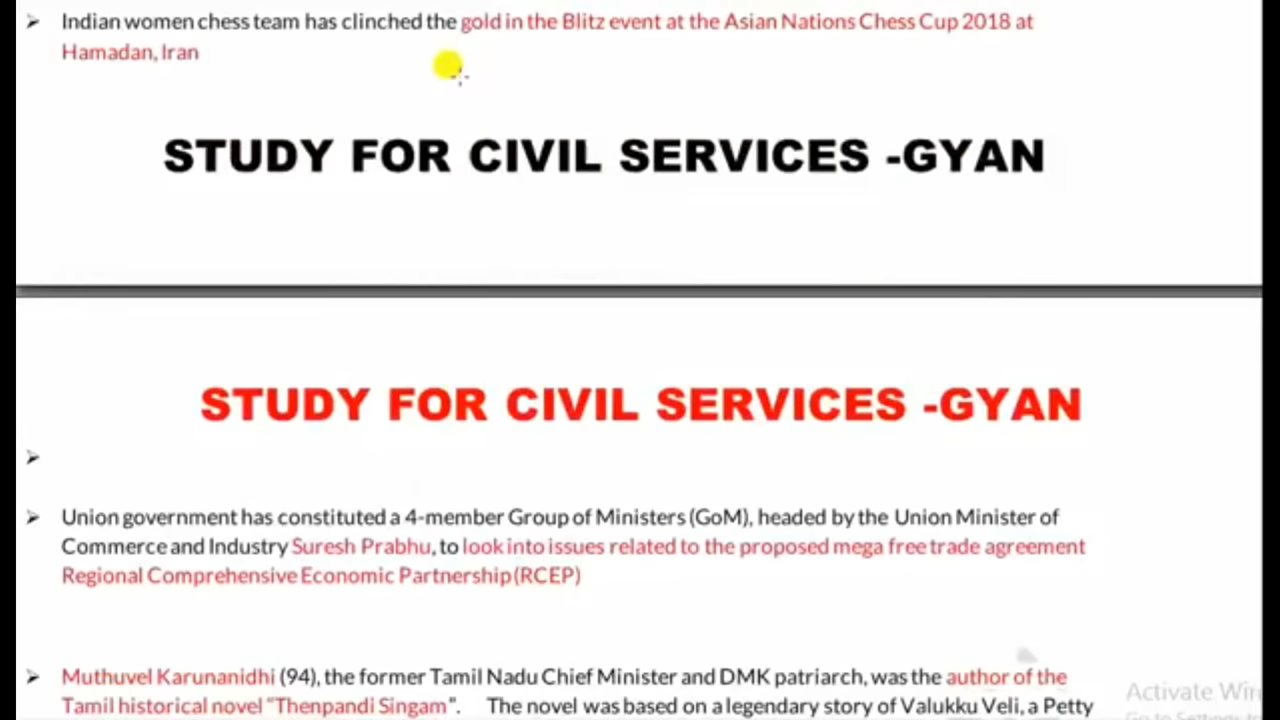 Indian women chess team has clinched the gold in the Blitz event at the Asian Nations Chess Cup 2018 at
Hamadan, Iran
STUDY FOR CIVIL SERVICES -GYAN
STUDY FOR CIVIL SERVICES -GYAN
Union government has constituted a 4-member Group of Ministers (GoM), headed by the Union Minister of
Commerce and Industry Suresh Prabhu, to look into issues related to the proposed mega free trade agreement
Regional Comprehensive Economic Partnership (RCEP)
Muthuvel Karunanidhi (94), the former Tamil Nadu Chief Minister and DMK patriarch, was the author of the
Tamil historical novel "Thenpandi Singam". The novel was based on a legendary story of Valukku Veli, a Petty
Activate Win